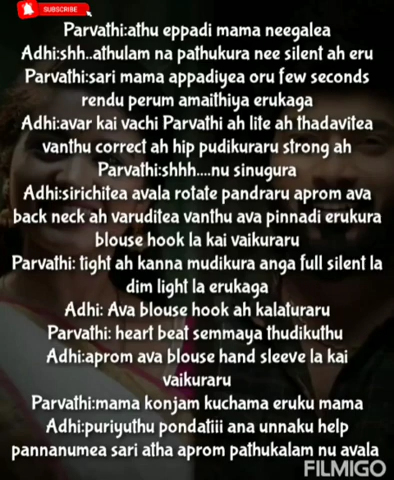 SUBSCRIBE
Parvathi:athu eppadi mama neegalea
Adhi:shh..athulam na pathukura nee silent ah eru
Parvathi:sari mama appadiyea oru few seconds
rendu perum amaithiya erukaga
Adhi:avar kai vachi Parvathi ah lite ah thadavitea
vanthu correct ah hip pudikuraru strong ah
Parvathi:shhh....nu sinugura
Adhi:sirichitea avala rotate pandraru aprom ava
back neck ah varuditea vanthu ava pinnadi erukura
blouse hook la kai vaikuraru
Parvathi: tight ah kanna mudikura anga full silent la
dim light la erukaga
Adhi: Ava blouse hook ah kalaturaru
Parvathi: heart beat semmaya thudikuthu
Adhi:aprom ava blouse hand sleeve la kai
vaikuraru
Parvathi:mama konjam kuchama eruku mama
Adhi:puriyuthu pondatiii ana unnaku help
pannanumea sari atha aprom pathukalam nu avala
FILMIGO